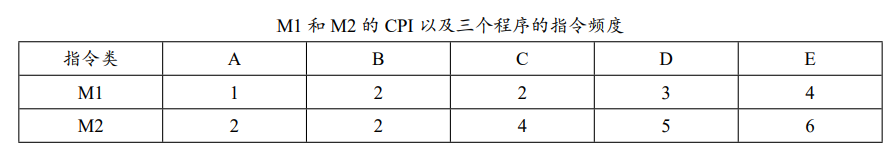 M1 和 M2 的 CPI 以及三个程序的指令频度
指令类 A B C D E
M1 1 2 2 3 4
M2 2 2 4 5 6